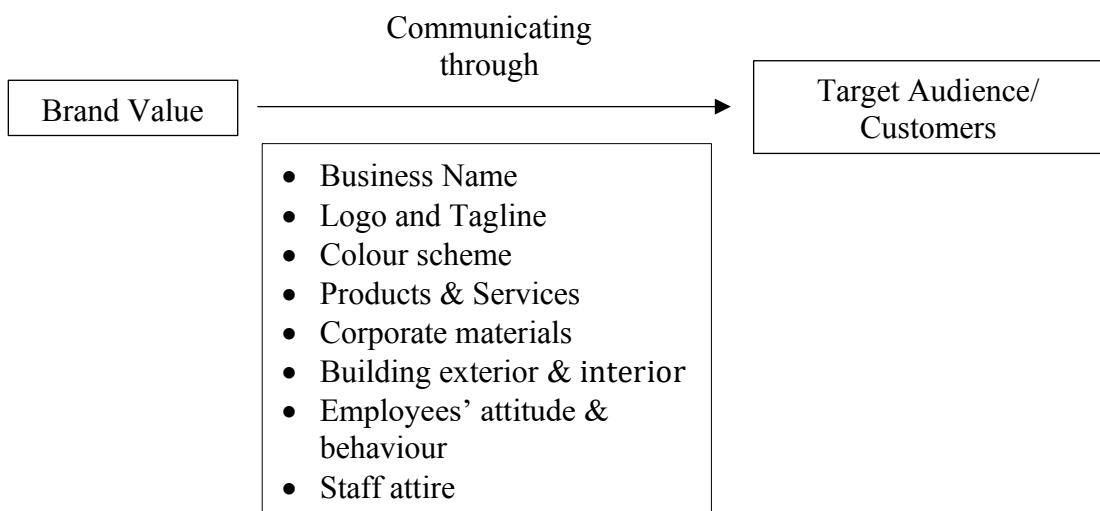 Communicating
through
Brand Value
Target Audience/
Customers
• Business Name
• Logo and Tagline
• Colour scheme
• Products & Services
• Corporate materials
• Building exterior & interior
• Employees’ attitude &
behaviour
• Staff attire